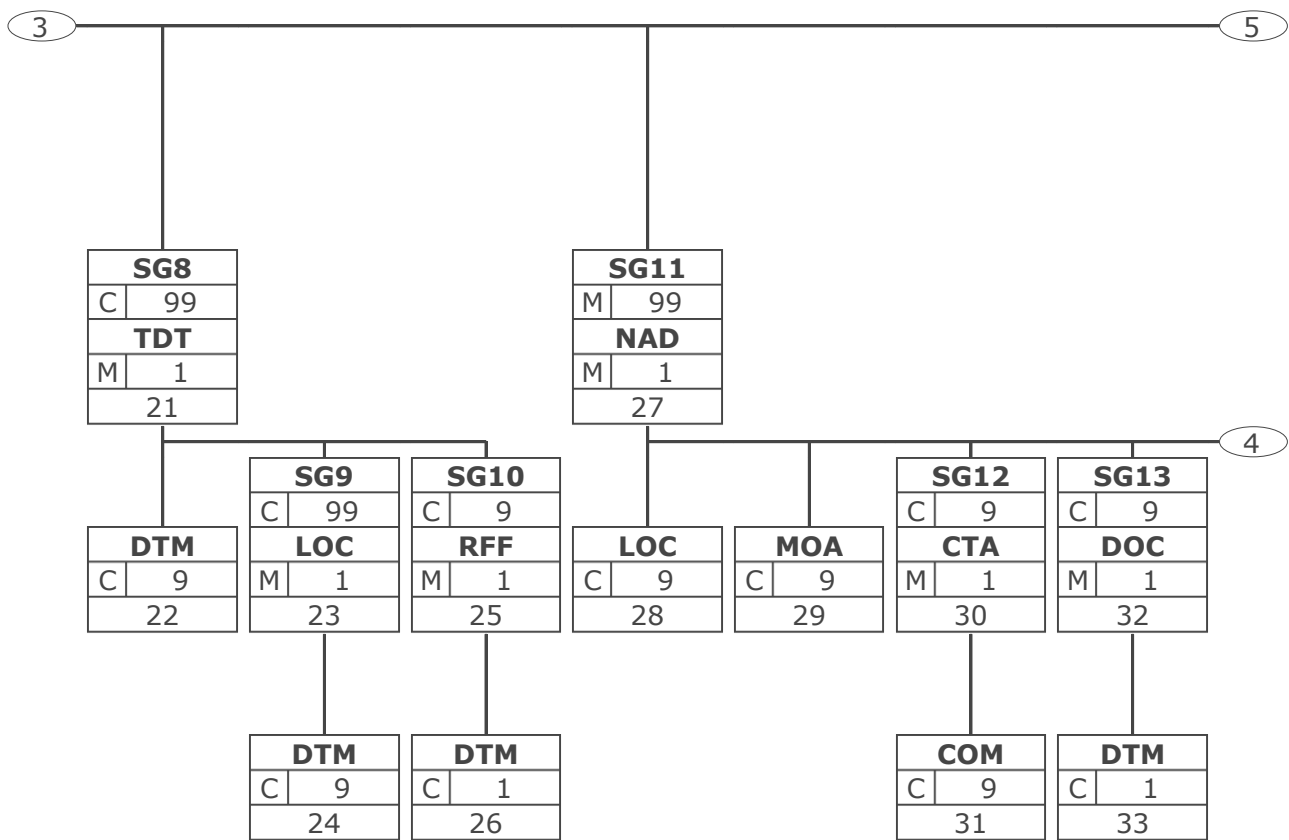 3 5
SG8 SG11
C 99 M 99
TDT NAD
M 1 M 1
21 27
4
SG9 SG10 SG12 SG13
C 99 C 9 C 9 C 9
DTM LOC RFF LOC MOA CTA DOC
C 9 M 1 M 1 C 9 C 9 M 1 M 1
22 23 25 28 29 30 32
DTM DTM COM DTM
C 9 C 1 C 9 C 1
24 26 31 33